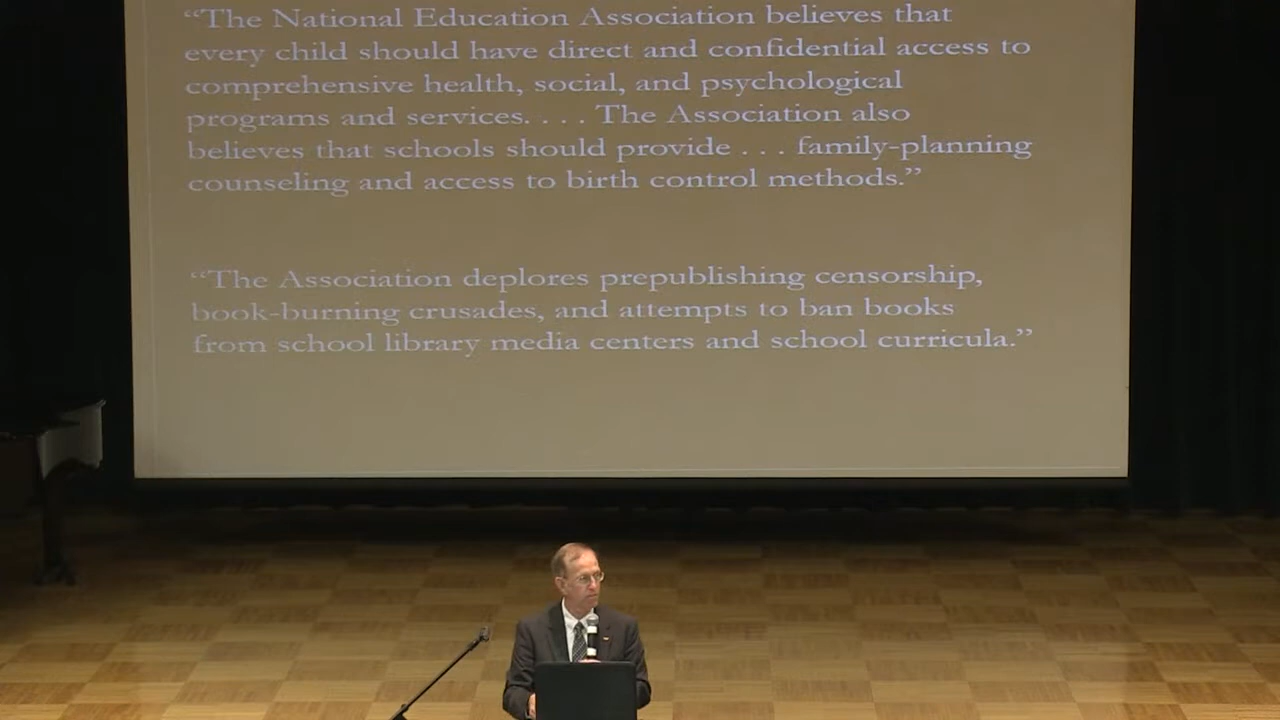 “The National Education Association believes that
every child should have direct and confidential access to
comprehensive health, social, and psychological
programs and services. . . . The Association also
believes that schools should provide . . . family-planning
counseling and access to birth control methods.”
“The Association deplores prepublishing censorship,
book-burning crusades, and attempts to ban books
from school library media centers and school curricula.”